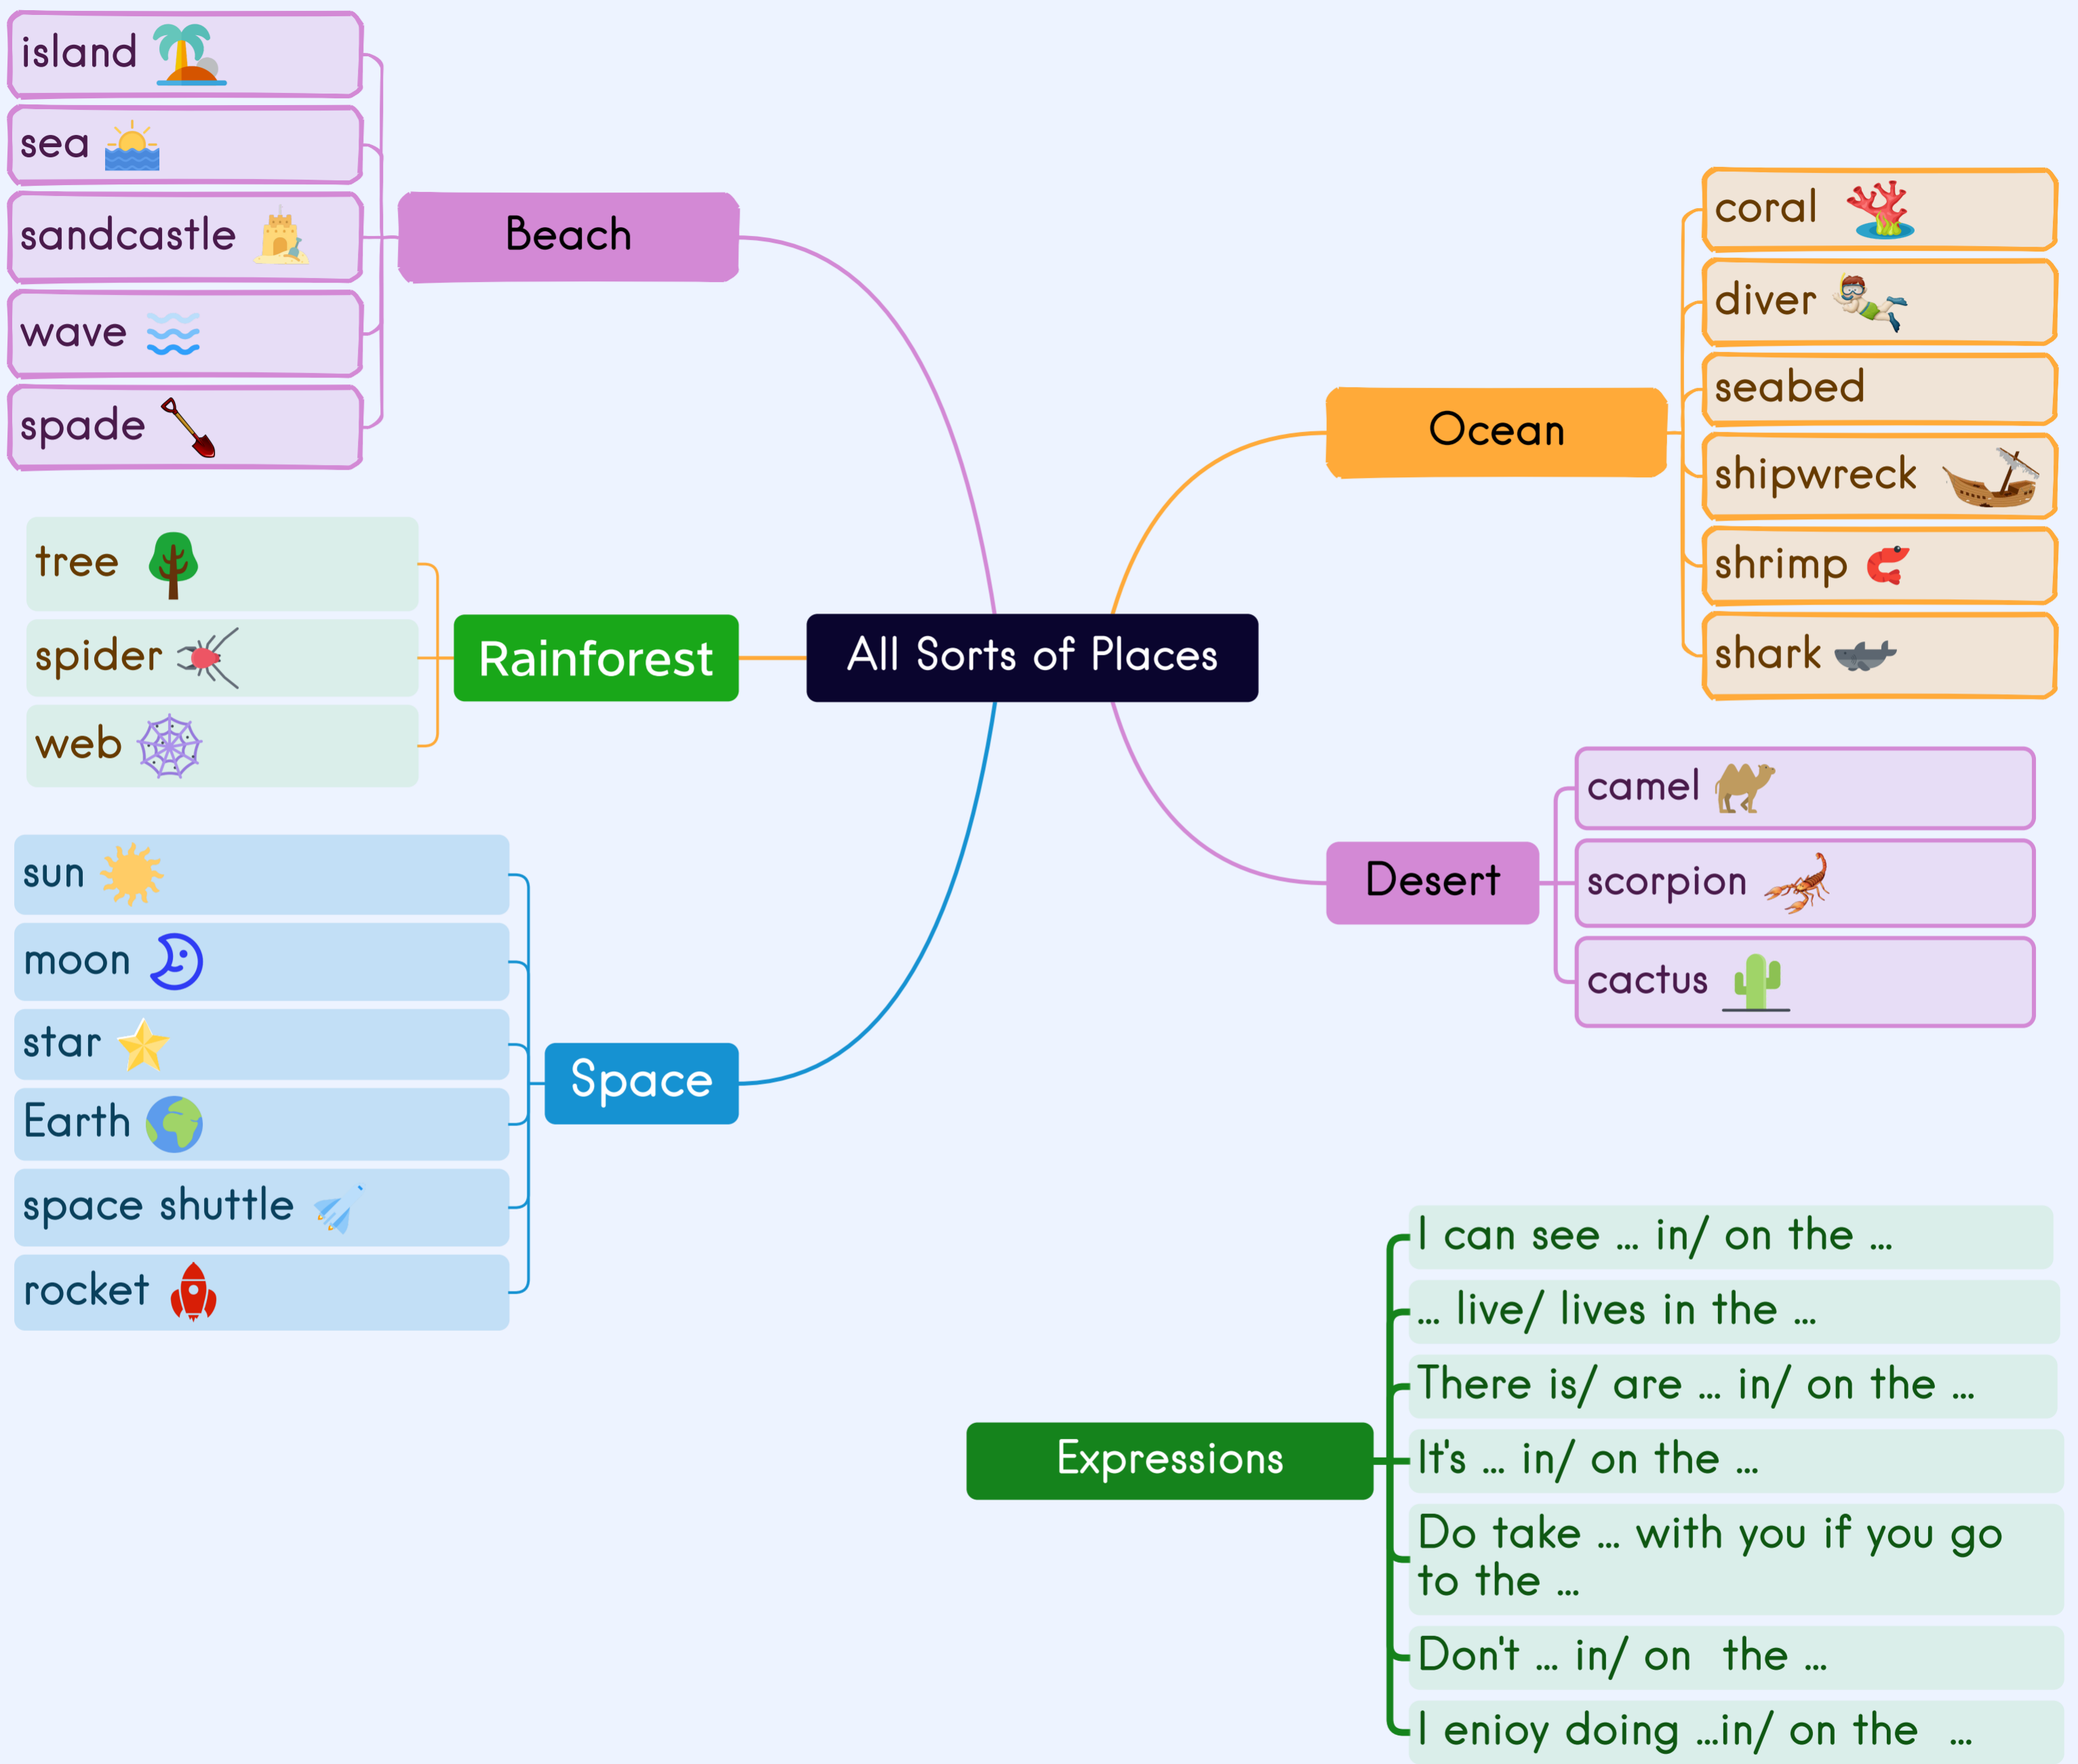 All Sorts of Places
Beach
island
sea
sandcastle
wave
spade
Rainforest
tree
spider
web
Space
sun
moon
star
Earth
space shuttle
rocket
Ocean
coral
diver
seabed
shipwreck
shrimp
shark
Desert
camel
scorpion
cactus
Expressions
I can see ... in/ on the ...
... live/ lives in the ...
There is/ are ... in/ on the ...
It's ... in/ on the ...
Do take ... with you if you go
to the ...
Don't ... in/ on  the ...
I enjoy doing ...in/ on the  ...